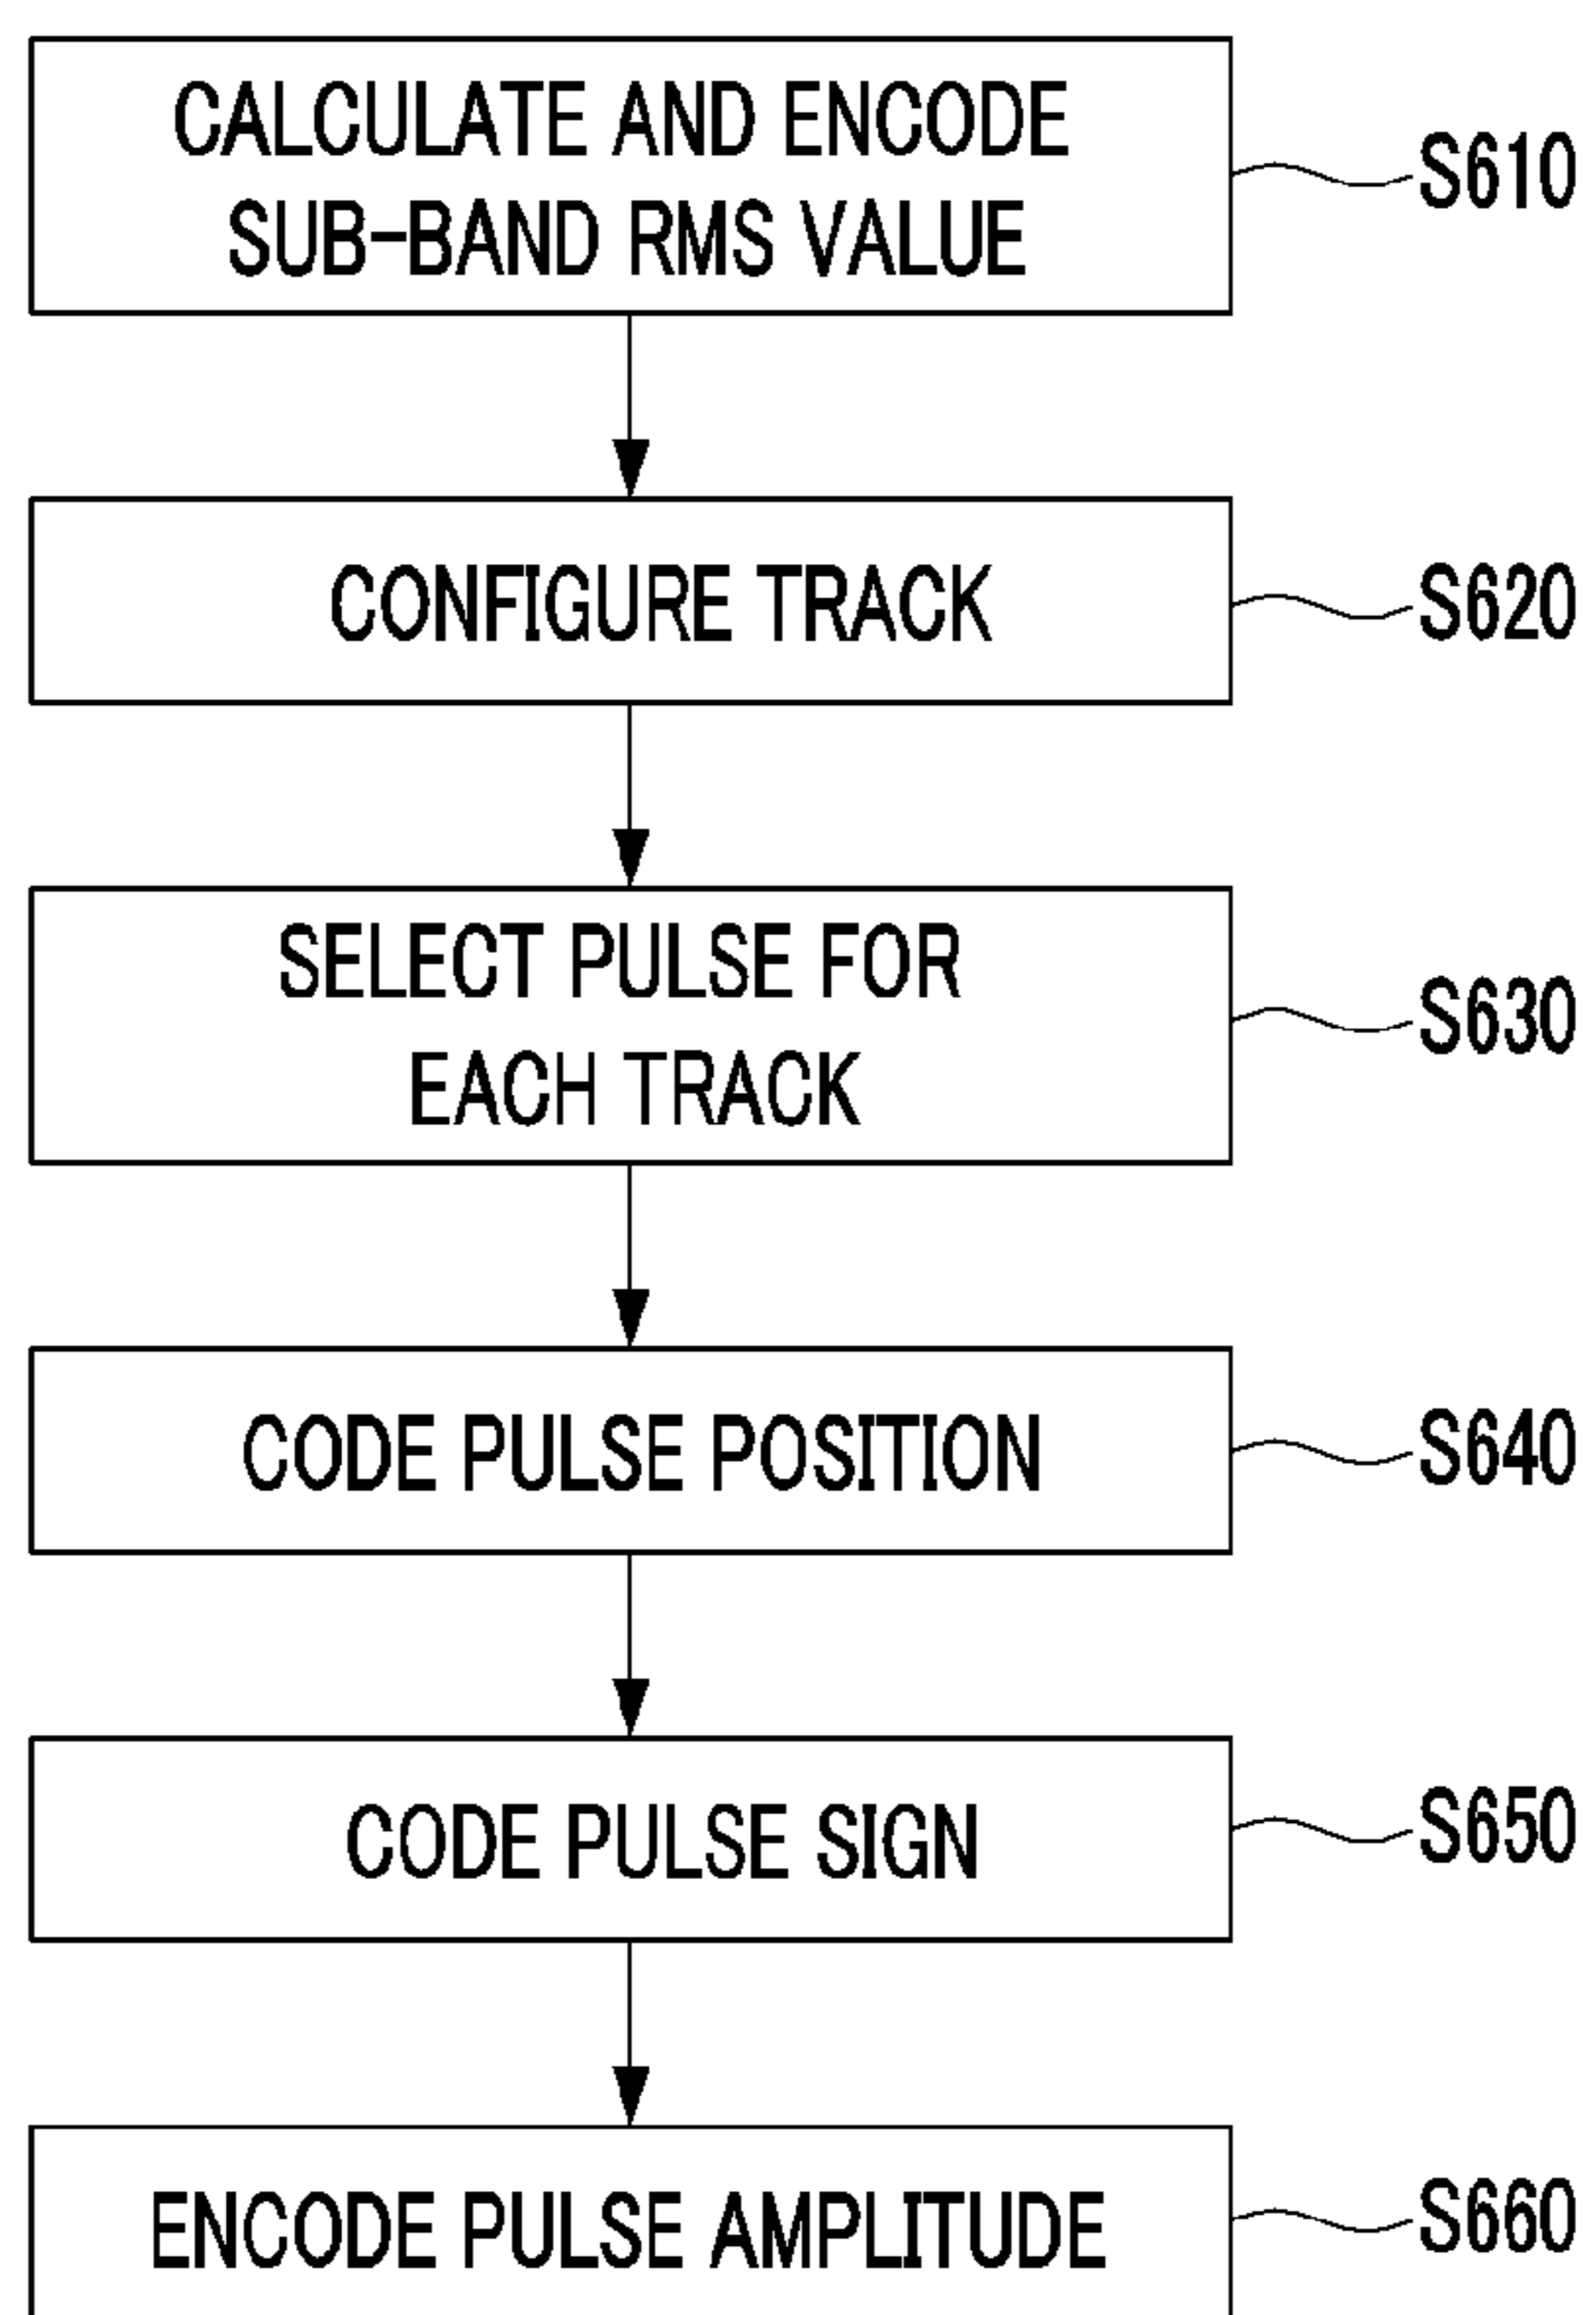 CALCULATE AND ENCODE
SUB-BAND RMS VALUE
S610
CONFIGURE TRACK
S620
SELECT PULSE FOR
EACH TRACK
S630
CODE PULSE POSITION
S640
CODE PULSE SIGN
S650
ENCODE PULSE AMPLITUDE
S660